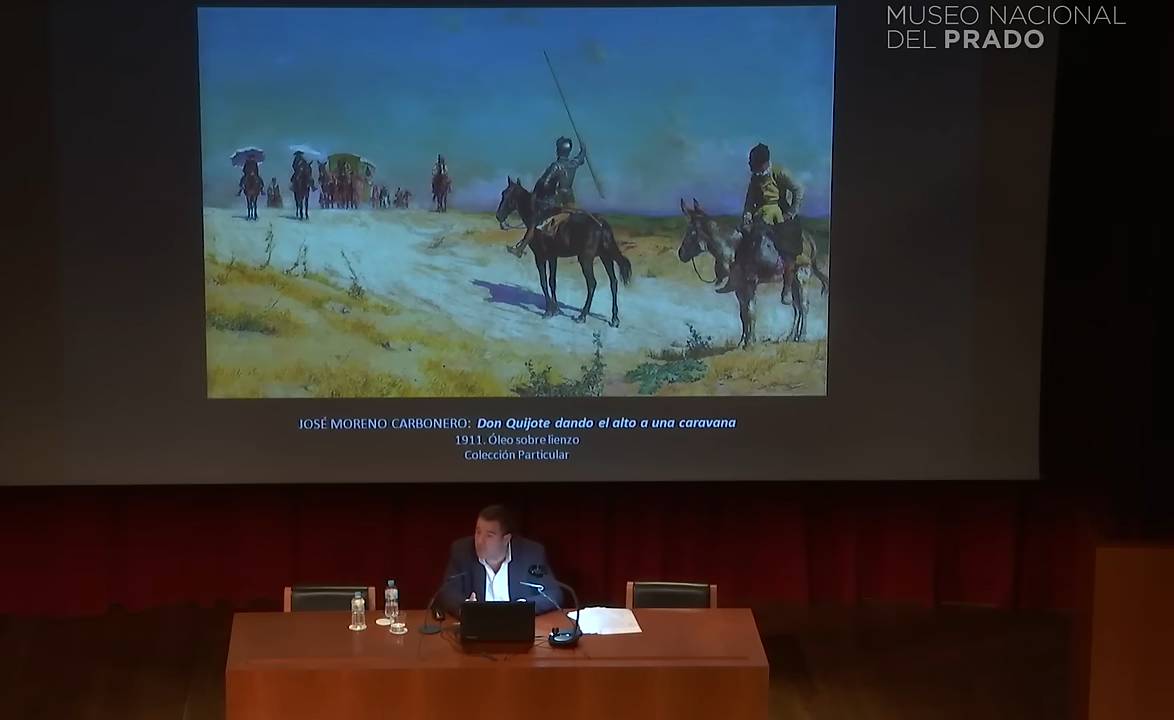 MUSEO NACIONAL
DEL PRADO
JOSÉ MORENO CARBONERO: Don Quijote dando el alto a una caravana
1911. Óleo sobre lienzo
Colección Particular